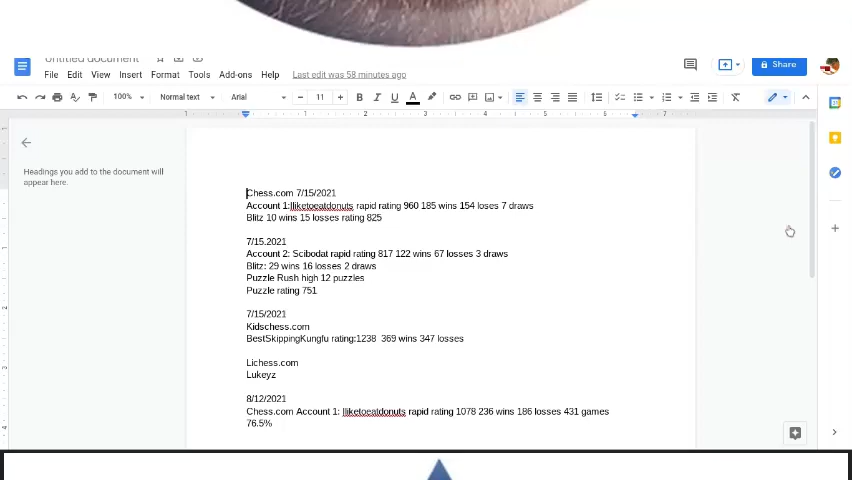 Untitled document
File Edit View Insert Format Tools Add-ons Help Last edit was 58 minutes ago
Share
100% Normal text Arial 11
Headings you add to the document will
appear here.
Chess.com 7/15/2021
Account 1:Iliketoeatdonuts rapid rating 960 185 wins 154 loses 7 draws
Blitz 10 wins 15 losses rating 825
7/15.2021
Account 2: Scibodat rapid rating 817 122 wins 67 losses 3 draws
Blitz: 29 wins 16 losses 2 draws
Puzzle Rush high 12 puzzles
Puzzle rating 751
7/15/2021
Kidschess.com
BestSkippingKungfu rating:1238 369 wins 347 losses
Lichess.com
Lukeyz
8/12/2021
Chess.com Account 1: Iliketoeatdonuts rapid rating 1078 236 wins 186 losses 431 games
76.5%